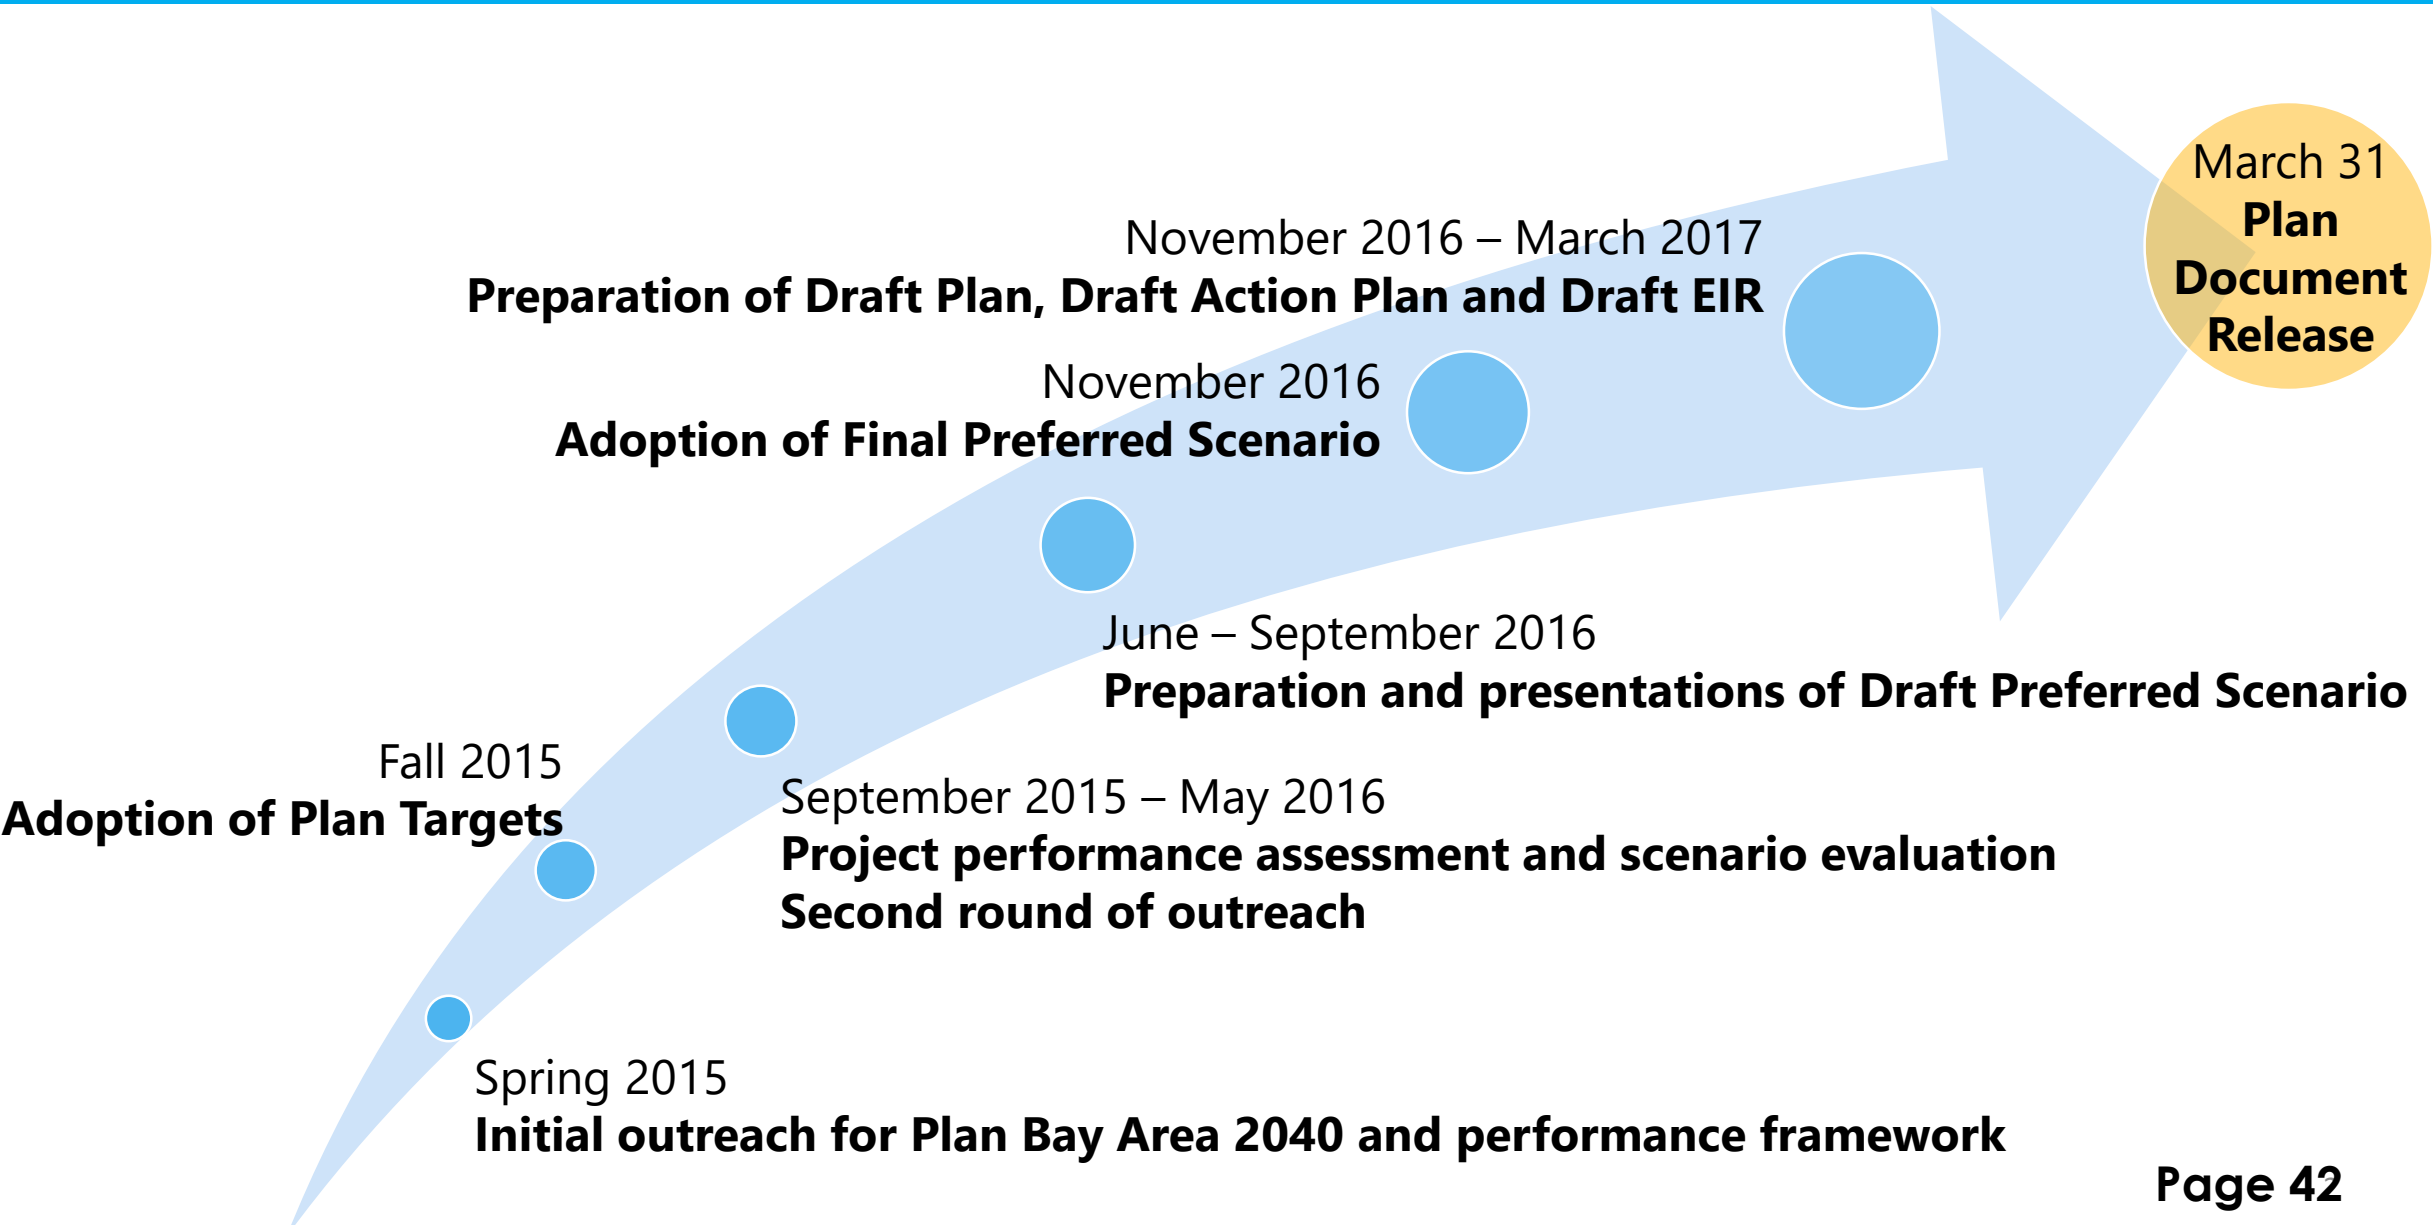 March 31
Plan
Document
Release
November 2016 – March 2017
Preparation of Draft Plan, Draft Action Plan and Draft EIR
November 2016
Adoption of Final Preferred Scenario
June – September 2016
Preparation and presentations of Draft Preferred Scenario
Fall 2015
Adoption of Plan Targets
September 2015 – May 2016
Project performance assessment and scenario evaluation
Second round of outreach
Spring 2015
Initial outreach for Plan Bay Area 2040 and performance framework
Page 42